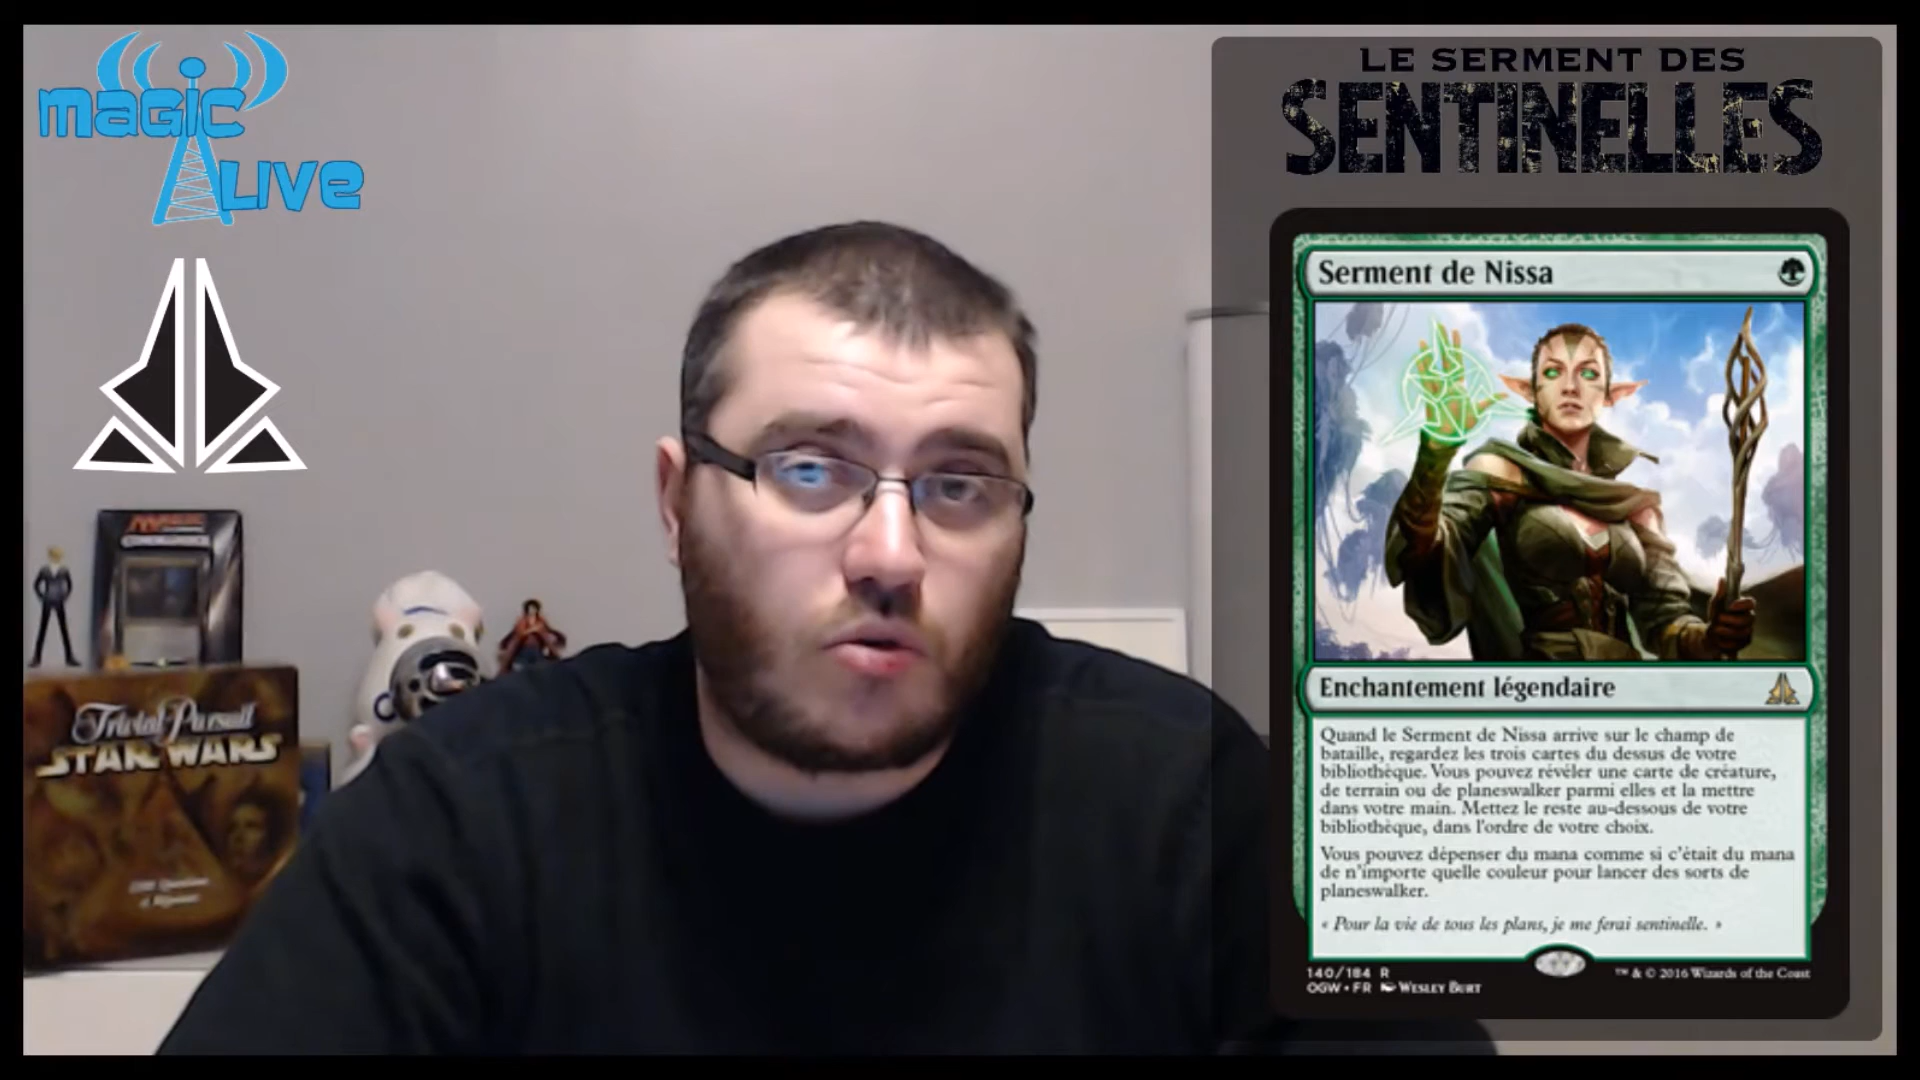 MAGIC
LIVE
LE SERMENT DES
SENTINELLES
Serment de Nissa
Enchantement légendaire
Quand le Serment de Nissa arrive sur le champ de
bataille, regardez les trois cartes du dessus de votre
bibliothèque. Vous pouvez révéler une carte de créature,
de terrain ou de planeswalker parmi elles et la mettre
dans votre main. Mettez le reste au-dessous de votre
bibliothèque, dans l'ordre de votre choix.
Vous pouvez dépenser du mana comme si c'était du mana
de n'importe quelle couleur pour lancer des sorts de
planeswalker.
« Pour la vie de tous les plans, je me ferai sentinelle. »
140/184 R
™ & © 2016 Wizards of the Coast
OGW • FR Wesley Burt
MAGIC
Trivial Pursuit
STAR WARS